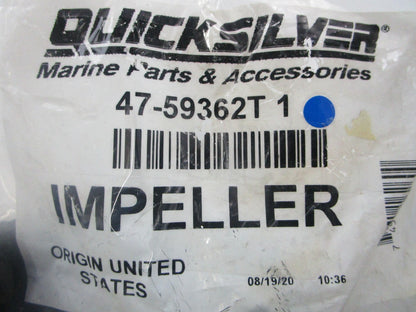 QUICKSILVER®
Marine Parts & Accessories
47-59362T 1
IMPELLER
ORIGIN UNITED
STATES
08/19/20 10:36